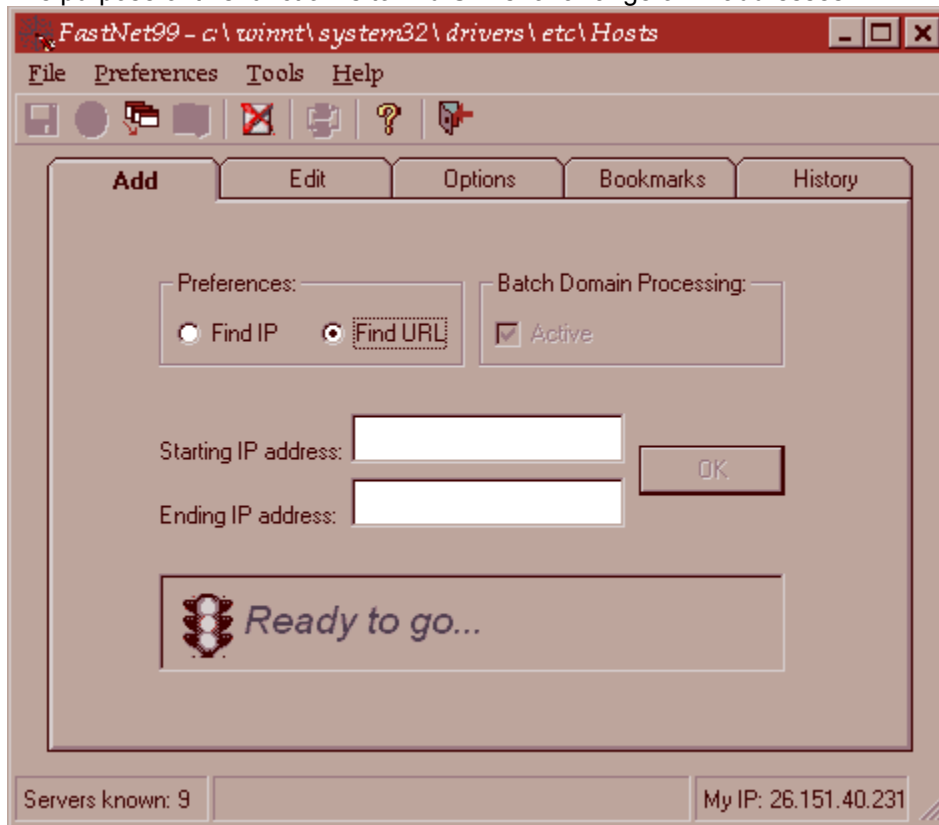 FastNet99 - c:\winnt\system32\drivers\etc\Hosts
File Preferences Tools Help
Add Edit Options Bookmarks History
Preferences: Batch Domain Processing:
Find IP Find URL Active
Starting IP address:
OK
Ending IP address:
Ready to go...
Servers known: 9 My IP: 26.151.40.231